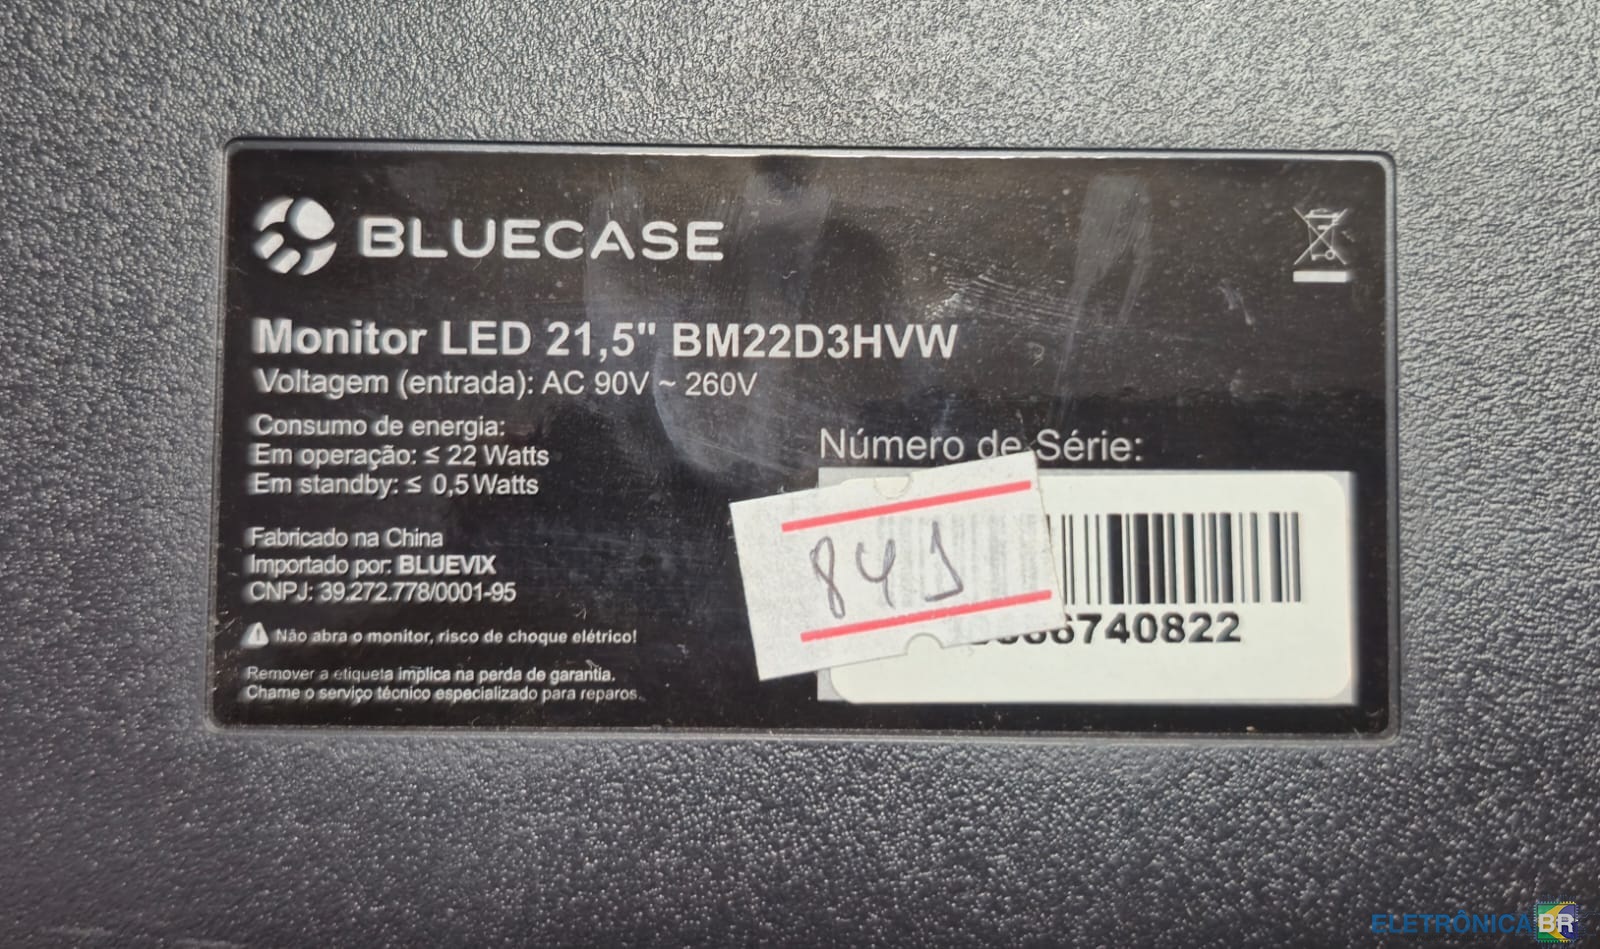 BLUECASE
Monitor LED 21,5" BM22D3HVW
Voltagem (entrada): AC 90V ~ 260V
Consumo de energia:
Em operação: ≤ 22 Watts
Em standby: ≤ 0,5 Watts
Fabricado na China
Importado por: BLUEVIX
CNPJ: 39.272.778/0001-95
Não abra o monitor, risco de choque elétrico!
Remover a etiqueta implica na perda de garantia.
Chame o serviço técnico especializado para reparos.
Número de Série:
841
6740822
ELETRÔNICA BR